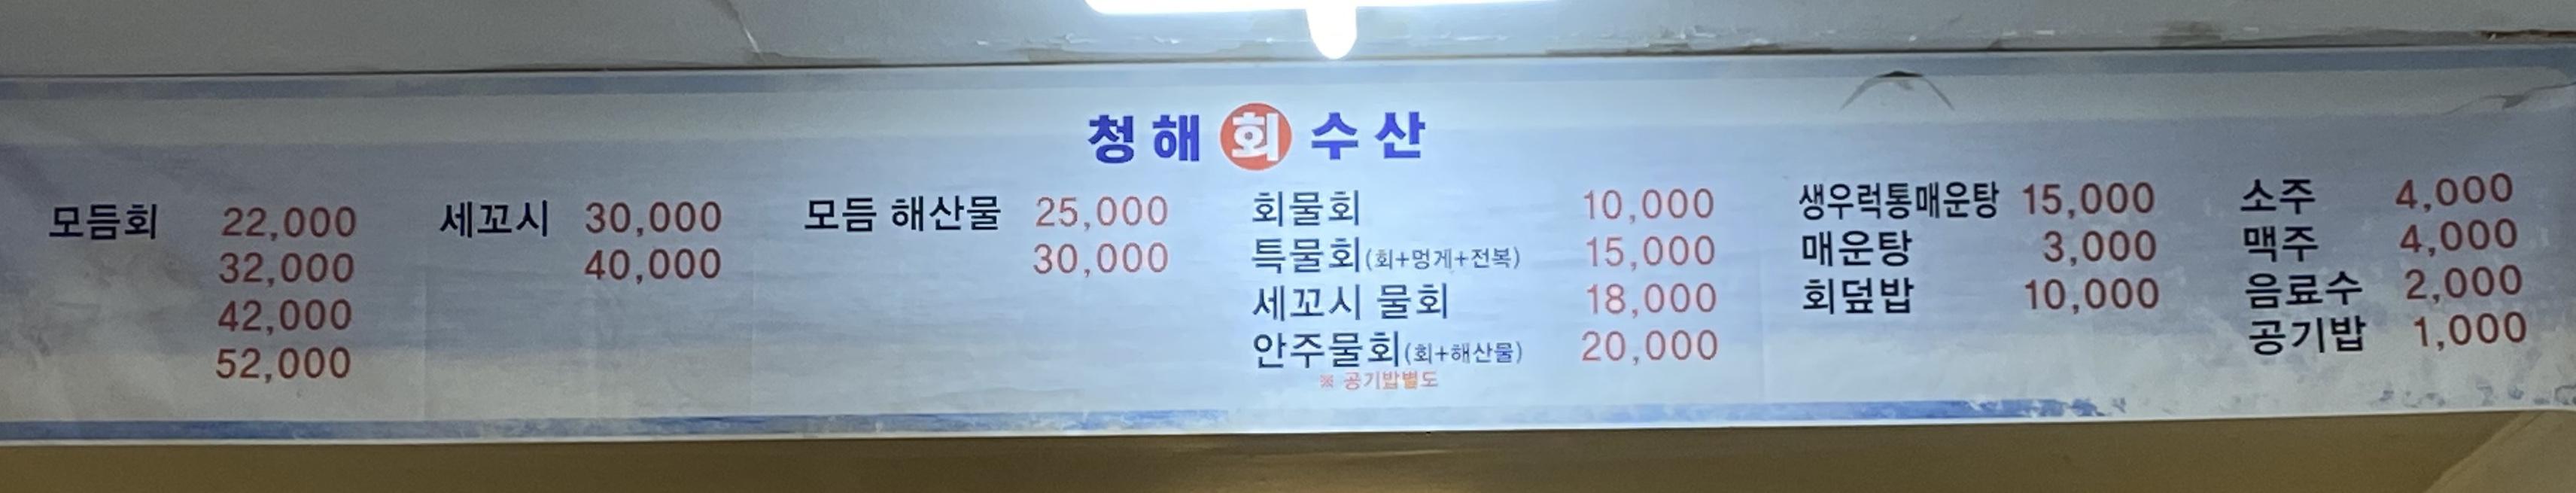 청해 회 수산
모듬회 22,000
32,000
42,000
52,000
세꼬시 30,000
40,000
모듬 해산물 25,000
30,000
회물회 10,000
특물회(회+멍게+전복) 15,000
세꼬시 물회 18,000
안주물회(회+해산물) 20,000
※ 공기밥별도
생우럭통매운탕 15,000
매운탕 3,000
회덮밥 10,000
소주 4,000
맥주 4,000
음료수 2,000
공기밥 1,000